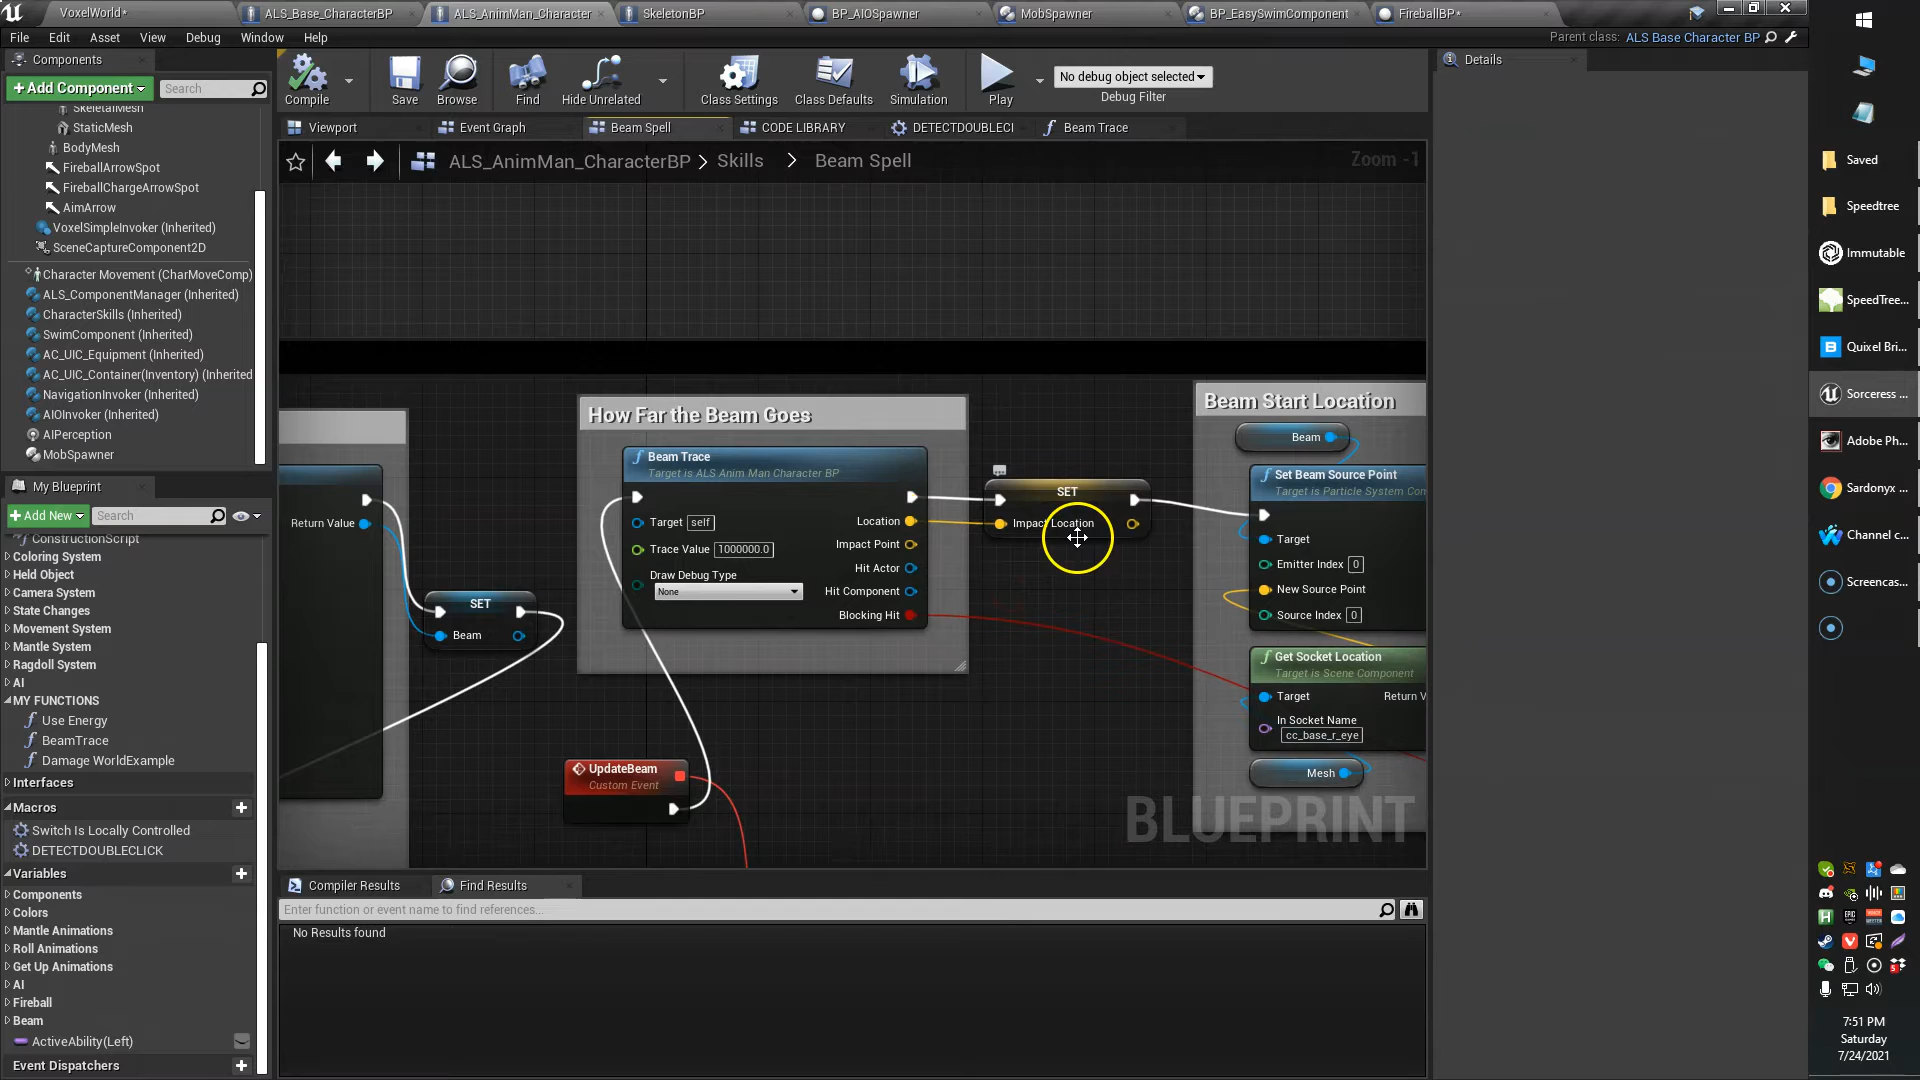 VoxelWorld*
ALS_Base_CharacterBP
ALS_AnimMan_Character
SkeletonBP
BP_AIOSpawner
MobSpawner
BP_EasySwimComponent
FireballBP*
File Edit Asset View Debug Window Help
Parent class: ALS Base Character BP
Components
+Add Component
Search
SkeletalMesh
StaticMesh
BodyMesh
FireballArrowSpot
FireballChargeArrowSpot
AimArrow
VoxelSimpleInvoker (Inherited)
SceneCaptureComponent2D
Character Movement (CharMoveComp)
ALS_ComponentManager (Inherited)
CharacterSkills (Inherited)
SwimComponent (Inherited)
AC_UIC_Equipment (Inherited)
AC_UIC_Container(Inventory) (Inherited
NavigationInvoker (Inherited)
AIOInvoker (Inherited)
AIPerception
MobSpawner
My Blueprint
+Add New
Search
ConstructionScript
Coloring System
Held Object
Camera System
State Changes
Movement System
Mantle System
Ragdoll System
AI
MY FUNCTIONS
Use Energy
BeamTrace
Damage WorldExample
Interfaces
Macros
Switch Is Locally Controlled
DETECTDOUBLECLICK
Variables
Components
Colors
Mantle Animations
Roll Animations
Get Up Animations
AI
Fireball
Beam
ActiveAbility(Left)
Event Dispatchers
Compile
Save
Browse
Find
Hide Unrelated
Class Settings
Class Defaults
Simulation
Play
No debug object selected
Debug Filter
Viewport
Event Graph
Beam Spell
CODE LIBRARY
DETECTDOUBLECI
Beam Trace
ALS_AnimMan_CharacterBP > Skills > Beam Spell
Zoom -1
Return Value
SET
Beam
How Far the Beam Goes
Beam Trace
Target is ALS Anim Man Character BP
Target self
Trace Value 1000000.0
Draw Debug Type
None
Location
Impact Point
Hit Actor
Hit Component
Blocking Hit
UpdateBeam
Custom Event
SET
Impact Location
Beam Start Location
Beam
Set Beam Source Point
Target is Particle System Con
Target
Emitter Index 0
New Source Point
Source Index 0
Get Socket Location
Target is Scene Component
Target
Return V
In Socket Name
cc_base_r_eye
Mesh
BLUEPRINT
Compiler Results
Find Results
Enter function or event name to find references...
No Results found
Details
Saved
Speedtree
Immutable
SpeedTree...
Quixel Bri...
Sorceress ...
Adobe Ph...
Sardonyx ...
Channel c...
Screencas...
7:51 PM
Saturday
7/24/2021